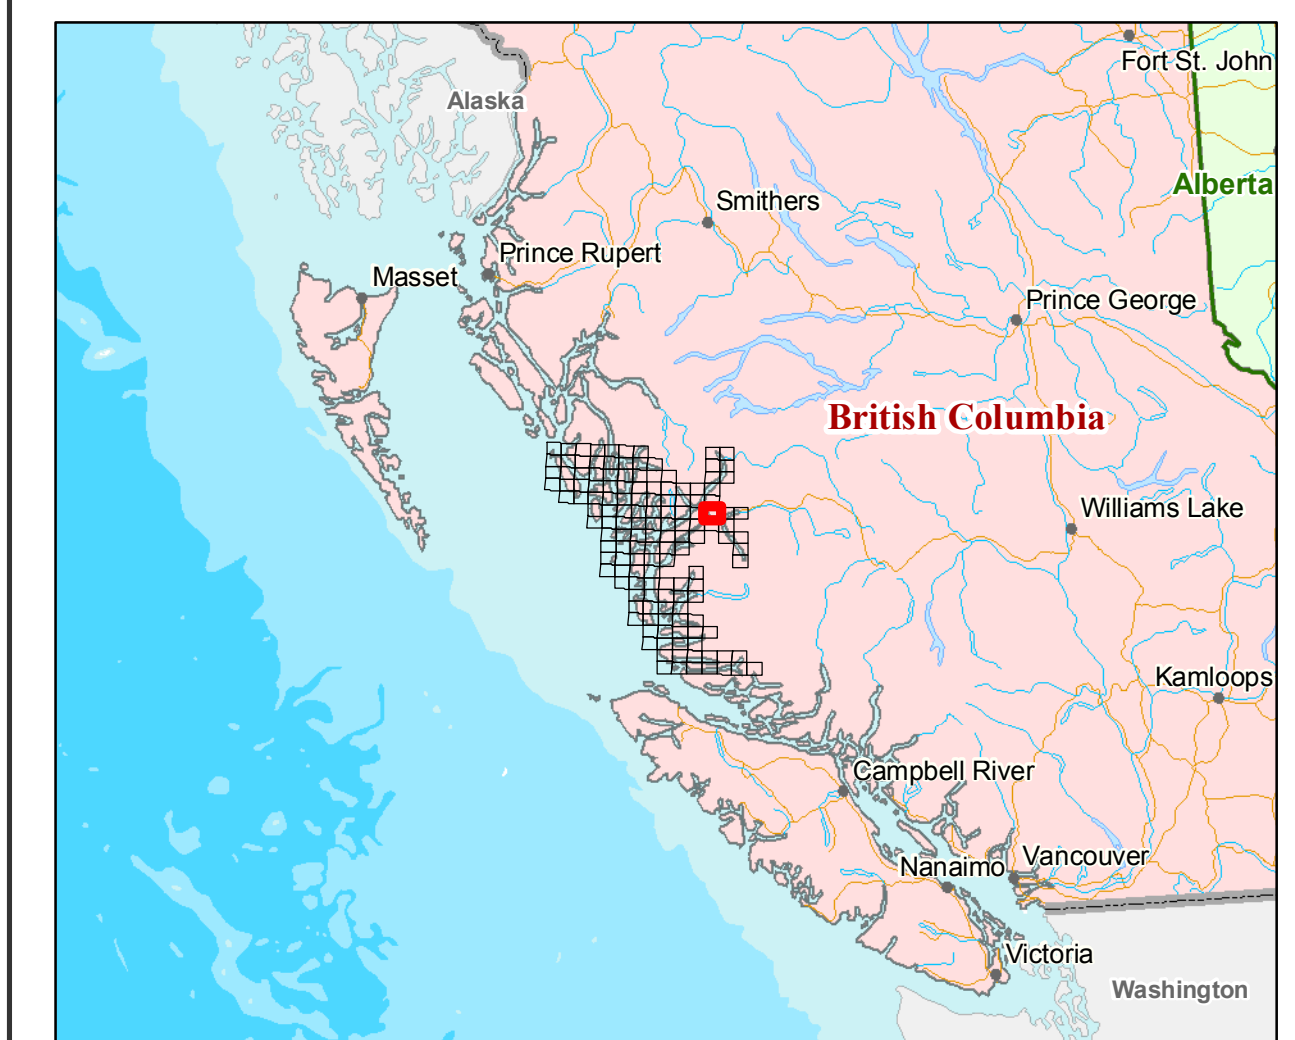 Fort St. John
Alaska
Alberta
Smithers
Prince Rupert
Masset
Prince George
British Columbia
Williams Lake
Kamloops
Campbell River
Vancouver
Nanaimo
Victoria
Washington